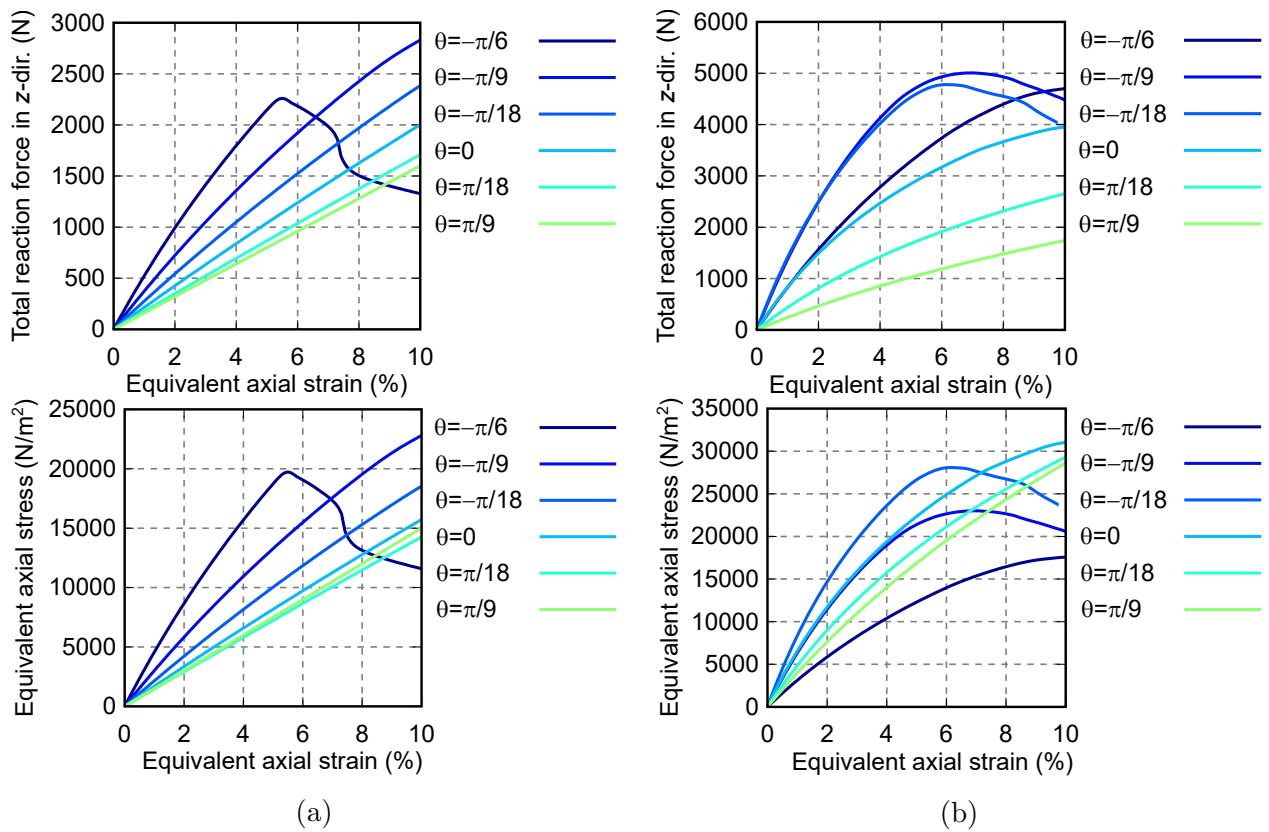 Total reaction force in z-dir. (N)
3000
2500
2000
1500
1000
500
0
0 2 4 6 8 10
Equivalent axial strain (%)
θ=−π/6
θ=−π/9
θ=−π/18
θ=0
θ=π/18
θ=π/9
Total reaction force in z-dir. (N)
6000
5000
4000
3000
2000
1000
0
0 2 4 6 8 10
Equivalent axial strain (%)
θ=−π/6
θ=−π/9
θ=−π/18
θ=0
θ=π/18
θ=π/9
Equivalent axial stress (N/m²)
25000
20000
15000
10000
5000
0
0 2 4 6 8 10
Equivalent axial strain (%)
θ=−π/6
θ=−π/9
θ=−π/18
θ=0
θ=π/18
θ=π/9
(a)
Equivalent axial stress (N/m²)
35000
30000
25000
20000
15000
10000
5000
0
0 2 4 6 8 10
Equivalent axial strain (%)
θ=−π/6
θ=−π/9
θ=−π/18
θ=0
θ=π/18
θ=π/9
(b)